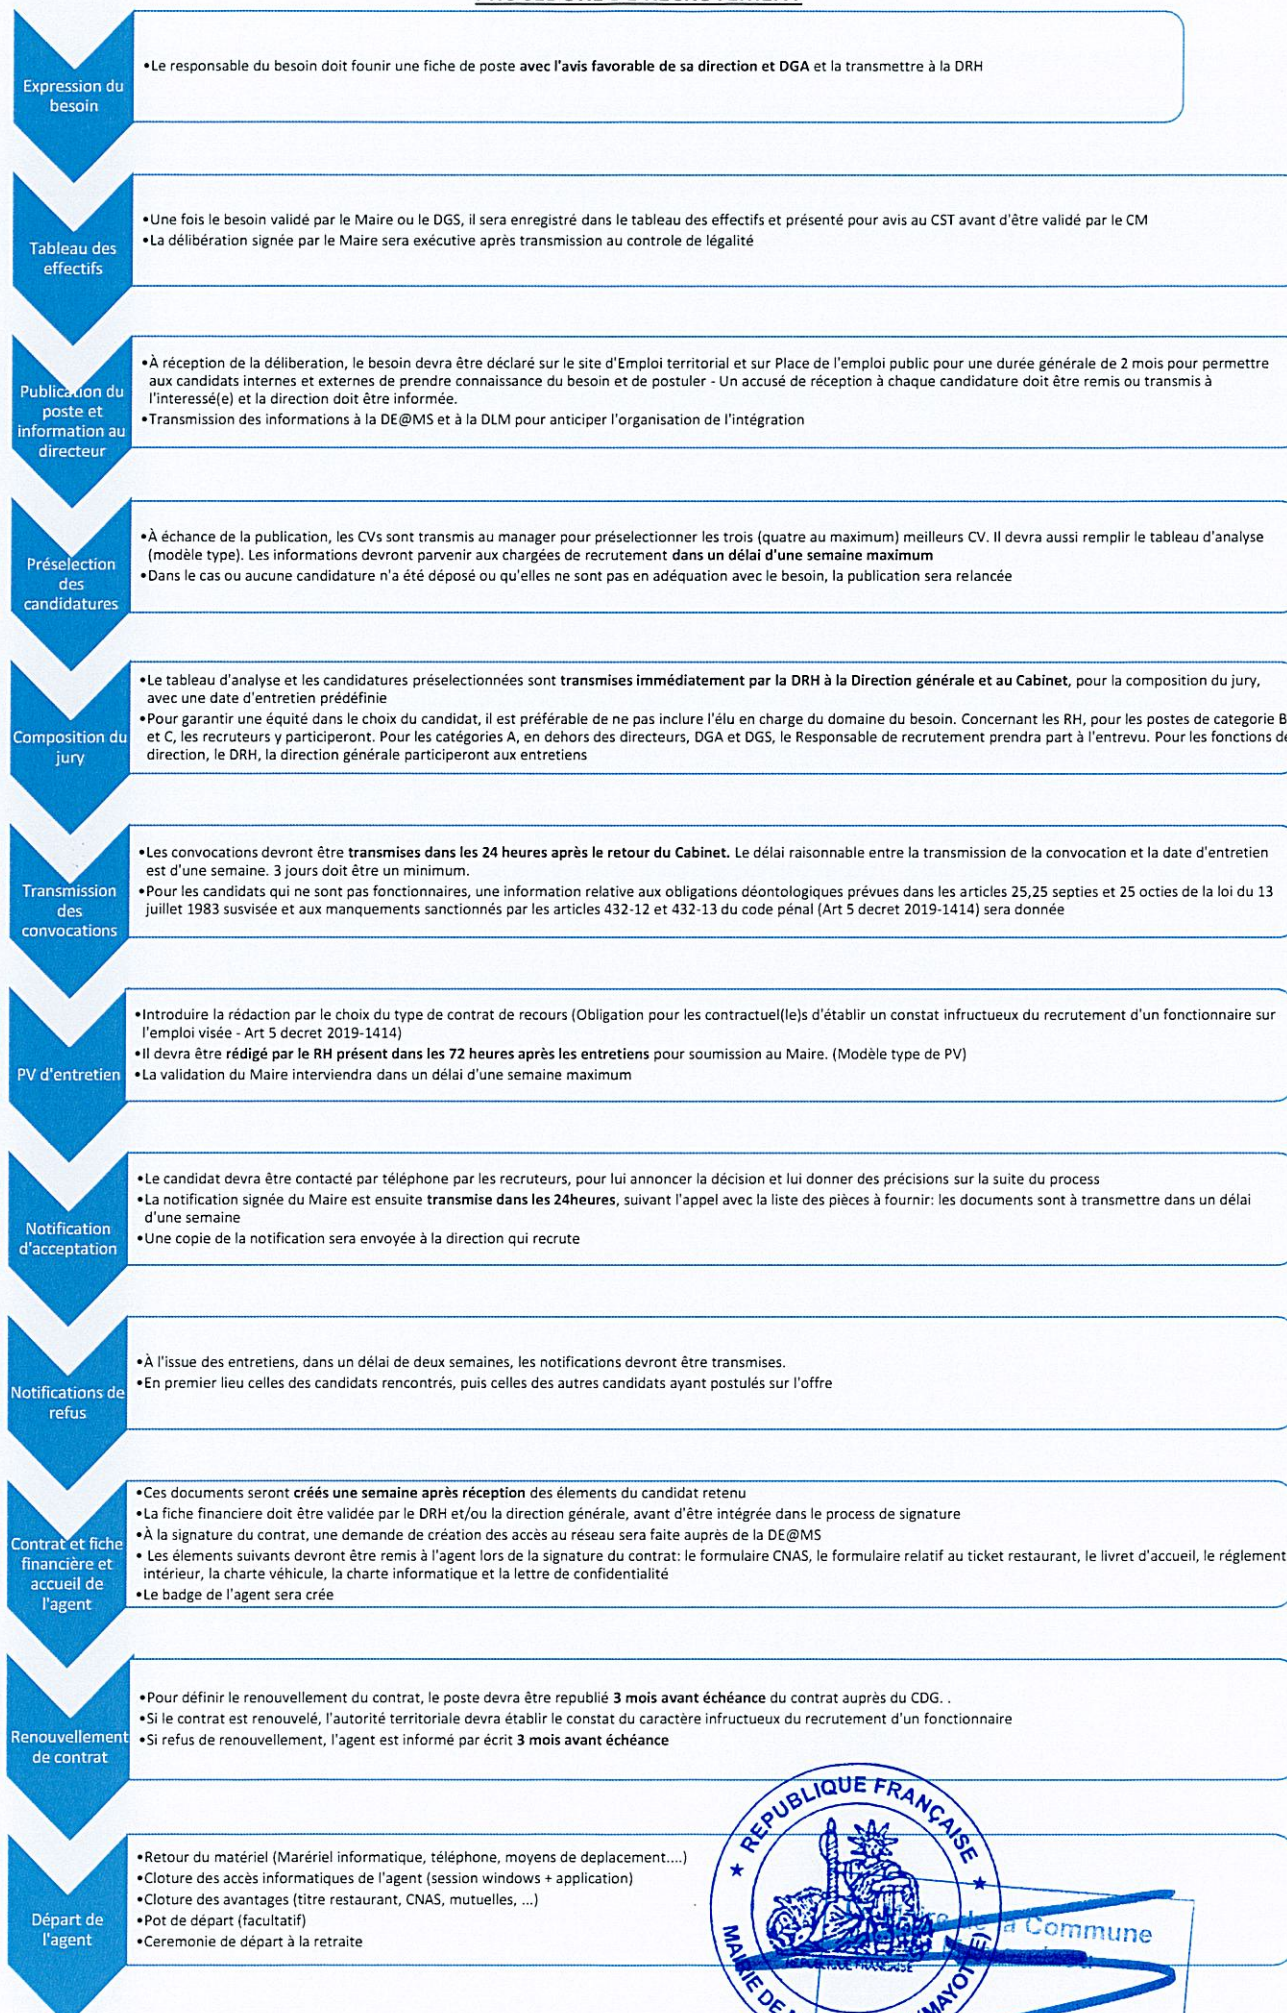 PROCEDURE DE RECRUTEMENT
Expression du
besoin
•Le responsable du besoin doit founir une fiche de poste avec l'avis favorable de sa direction et DGA et la transmettre à la DRH
Tableau des
effectifs
•Une fois le besoin validé par le Maire ou le DGS, il sera enregistré dans le tableau des effectifs et présenté pour avis au CST avant d'être validé par le CM
•La délibération signée par le Maire sera exécutive après transmission au controle de légalité
Publication du
poste et
information au
directeur
•À réception de la déliberation, le besoin devra être déclaré sur le site d'Emploi territorial et sur Place de l'emploi public pour une durée générale de 2 mois pour permettre
aux candidats internes et externes de prendre connaissance du besoin et de postuler - Un accusé de réception à chaque candidature doit être remis ou transmis à
l'interessé(e) et la direction doit être informée.
•Transmission des informations à la DE@MS et à la DLM pour anticiper l'organisation de l'intégration
Préselection
des
candidatures
•À échance de la publication, les CVs sont transmis au manager pour préselectionner les trois (quatre au maximum) meilleurs CV. Il devra aussi remplir le tableau d'analyse
(modèle type). Les informations devront parvenir aux chargées de recrutement dans un délai d'une semaine maximum
•Dans le cas ou aucune candidature n'a été déposé ou qu'elles ne sont pas en adéquation avec le besoin, la publication sera relancée
Composition du
jury
•Le tableau d'analyse et les candidatures préselectionnées sont transmises immédiatement par la DRH à la Direction générale et au Cabinet, pour la composition du jury,
avec une date d'entretien prédéfinie
•Pour garantir une équité dans le choix du candidat, il est préférable de ne pas inclure l'élu en charge du domaine du besoin. Concernant les RH, pour les postes de categorie B
et C, les recruteurs y participeront. Pour les catégories A, en dehors des directeurs, DGA et DGS, le Responsable de recrutement prendra part à l'entrevu. Pour les fonctions de
direction, le DRH, la direction générale participeront aux entretiens
Transmission
des
convocations
•Les convocations devront être transmises dans les 24 heures après le retour du Cabinet. Le délai raisonnable entre la transmission de la convocation et la date d'entretien
est d'une semaine. 3 jours doit être un minimum.
•Pour les candidats qui ne sont pas fonctionnaires, une information relative aux obligations déontologiques prévues dans les articles 25,25 septies et 25 octies de la loi du 13
juillet 1983 susvisée et aux manquements sanctionnés par les articles 432-12 et 432-13 du code pénal (Art 5 decret 2019-1414) sera donnée
PV d'entretien
•Introduire la rédaction par le choix du type de contrat de recours (Obligation pour les contractuel(le)s d'établir un constat infructueux du recrutement d'un fonctionnaire sur
l'emploi visée - Art 5 decret 2019-1414)
•Il devra être rédigé par le RH présent dans les 72 heures après les entretiens pour soumission au Maire. (Modèle type de PV)
•La validation du Maire interviendra dans un délai d'une semaine maximum
Notification
d'acceptation
•Le candidat devra être contacté par téléphone par les recruteurs, pour lui annoncer la décision et lui donner des précisions sur la suite du process
•La notification signée du Maire est ensuite transmise dans les 24heures, suivant l'appel avec la liste des pièces à fournir: les documents sont à transmettre dans un délai
d'une semaine
•Une copie de la notification sera envoyée à la direction qui recrute
Notifications de
refus
•À l'issue des entretiens, dans un délai de deux semaines, les notifications devront être transmises.
•En premier lieu celles des candidats rencontrés, puis celles des autres candidats ayant postulés sur l'offre
Contrat et fiche
financière et
accueil de
l'agent
•Ces documents seront créés une semaine après réception des élements du candidat retenu
•La fiche financiere doit être validée par le DRH et/ou la direction générale, avant d'être intégrée dans le process de signature
•À la signature du contrat, une demande de création des accès au réseau sera faite auprès de la DE@MS
• Les élements suivants devront être remis à l'agent lors de la signature du contrat: le formulaire CNAS, le formulaire relatif au ticket restaurant, le livret d'accueil, le réglement
intérieur, la charte véhicule, la charte informatique et la lettre de confidentialité
•Le badge de l'agent sera crée
Renouvellement
de contrat
•Pour définir le renouvellement du contrat, le poste devra être republié 3 mois avant échéance du contrat auprès du CDG. .
•Si le contrat est renouvelé, l'autorité territoriale devra établir le constat du caractère infructueux du recrutement d'un fonctionnaire
•Si refus de renouvellement, l'agent est informé par écrit 3 mois avant échéance
Départ de
l'agent
•Retour du matériel (Marériel informatique, téléphone, moyens de deplacement....)
•Cloture des accès informatiques de l'agent (session windows + application)
•Cloture des avantages (titre restaurant, CNAS, mutuelles, ...)
•Pot de départ (facultatif)
•Ceremonie de départ à la retraite
★ REPUBLIQUE FRANÇAISE ★
REPUBLIQUE FRANÇAISE
MAIRIE DE
(MAYOTTE)
de la Commune